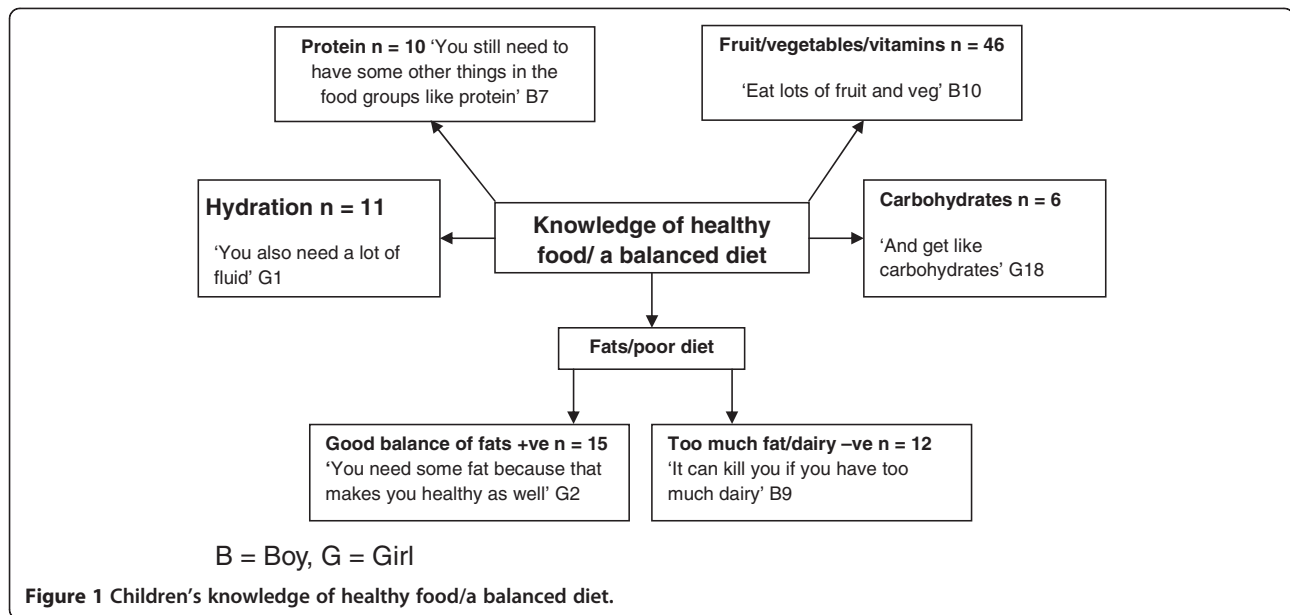 Protein n = 10 ‘You still need to
have some other things in the
food groups like protein’ B7
Fruit/vegetables/vitamins n = 46
‘Eat lots of fruit and veg’ B10
Hydration n = 11
‘You also need a lot of
fluid’ G1
Knowledge of healthy
food/ a balanced diet
Carbohydrates n = 6
‘And get like
carbohydrates’ G18
Fats/poor diet
Good balance of fats +ve n = 15
‘You need some fat because that
makes you healthy as well’ G2
Too much fat/dairy –ve n = 12
‘It can kill you if you have too
much dairy’ B9
B = Boy, G = Girl
Figure 1 Children’s knowledge of healthy food/a balanced diet.